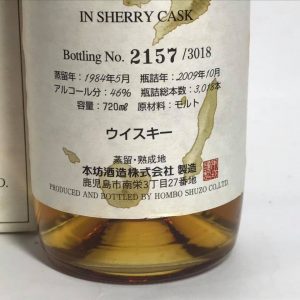 IN SHERRY CASK
Bottling No. 2157/3018
蒸留年:1984年5月 瓶詰年:2009年10月
アルコール分:46% 瓶詰総本数:3,018本
容量:720㎖ 原材料:モルト
ウイスキー
蒸留・熟成地
本坊酒造株式会社 製造
鹿児島市南栄3丁目27番地
PRODUCED AND BOTTLED BY HOMBO SHUZO CO.,LTD.
D.